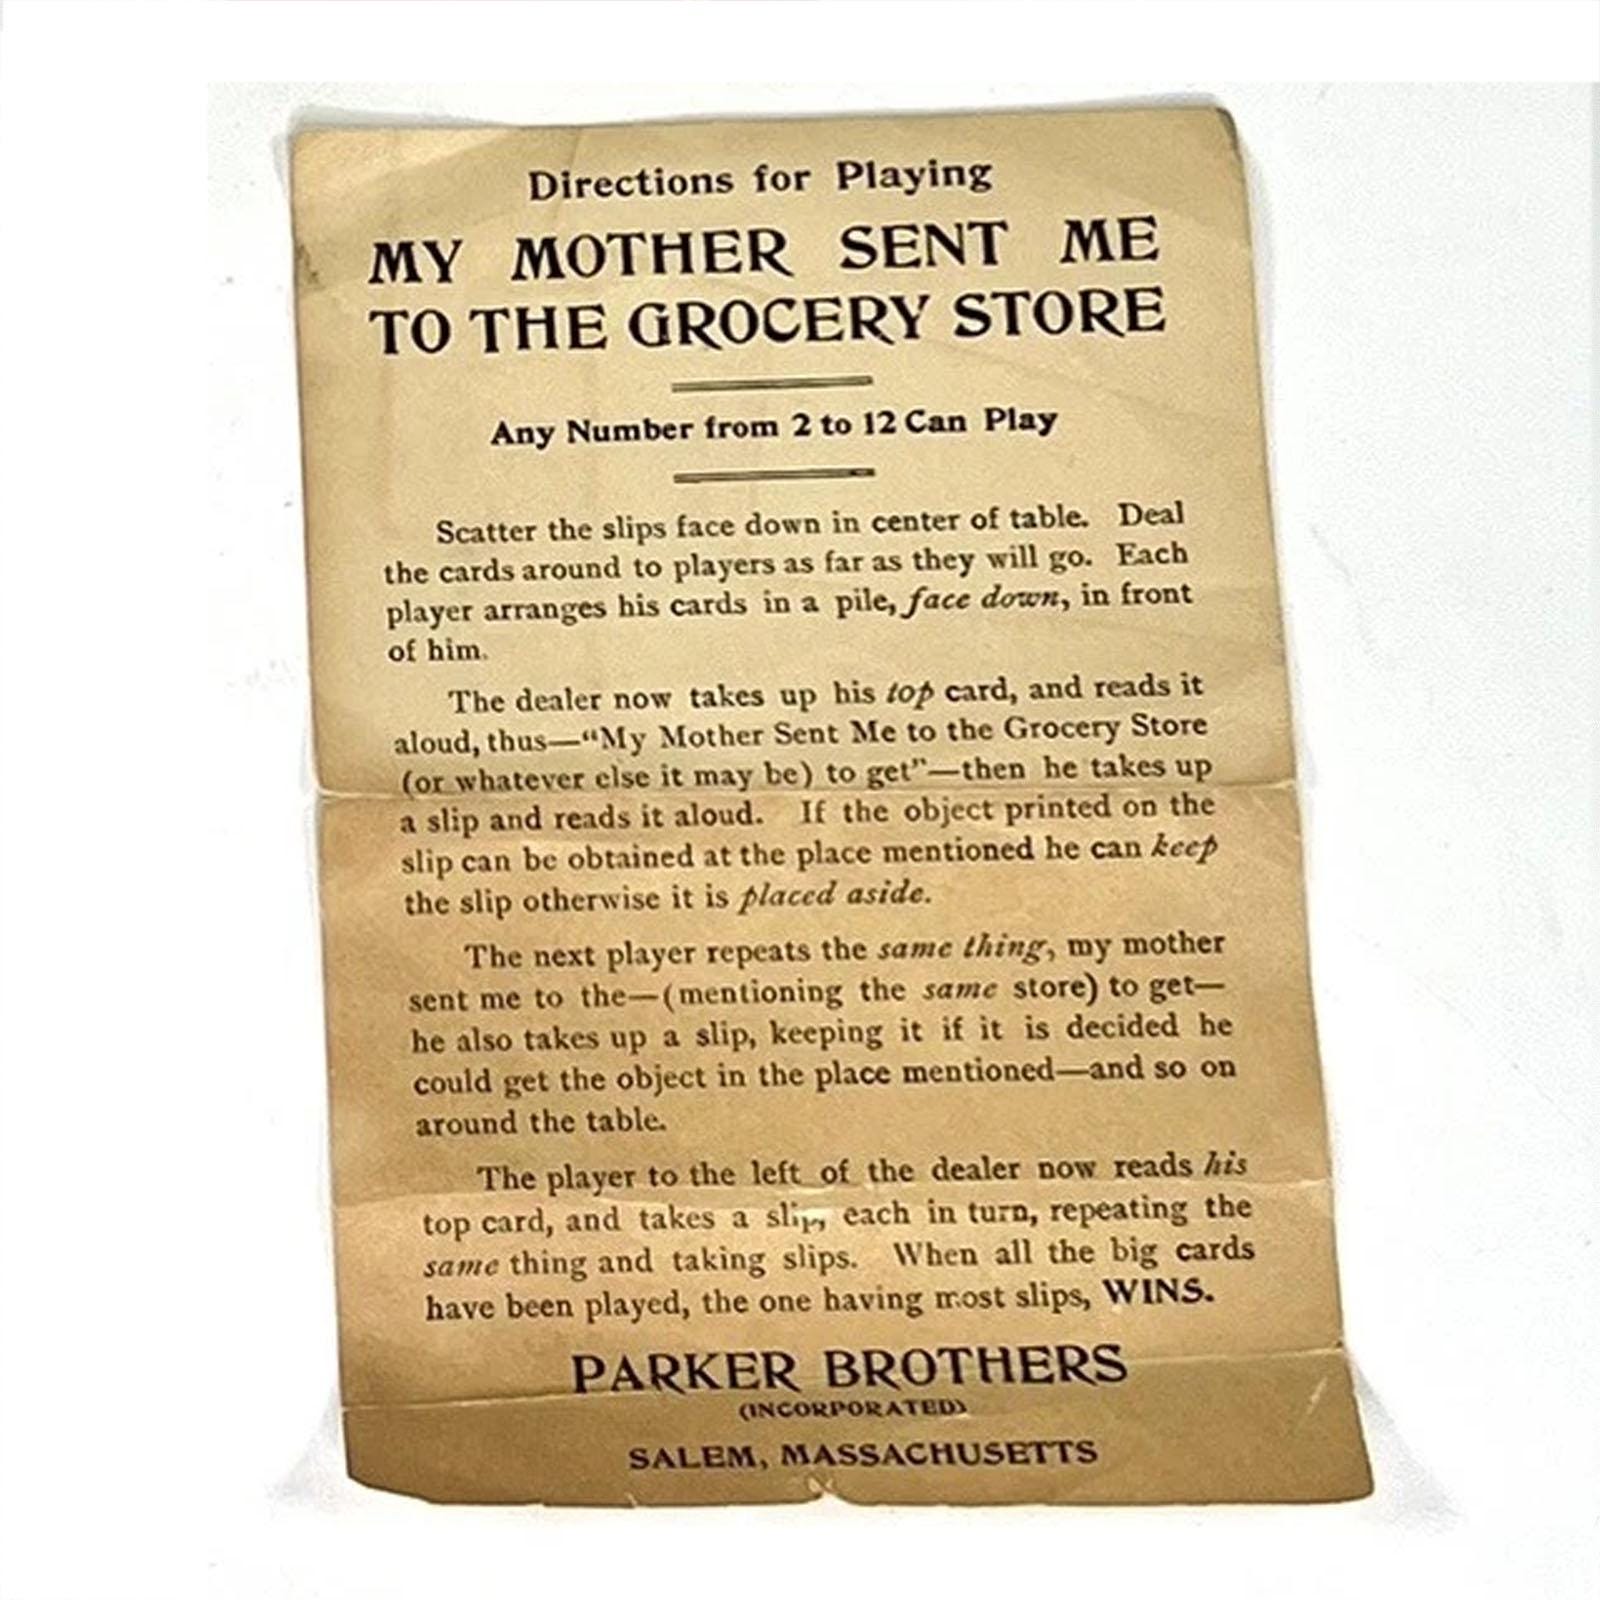 Directions for Playing
MY MOTHER SENT ME
TO THE GROCERY STORE
Any Number from 2 to 12 Can Play
Scatter the slips face down in center of table. Deal
the cards around to players as far as they will go. Each
player arranges his cards in a pile, face down, in front
of him.
The dealer now takes up his top card, and reads it
aloud, thus—“My Mother Sent Me to the Grocery Store
(or whatever else it may be) to get”—then he takes up
a slip and reads it aloud. If the object printed on the
slip can be obtained at the place mentioned he can keep
the slip otherwise it is placed aside.
The next player repeats the same thing, my mother
sent me to the—(mentioning the same store) to get—
he also takes up a slip, keeping it if it is decided he
could get the object in the place mentioned—and so on
around the table.
The player to the left of the dealer now reads his
top card, and takes a slip, each in turn, repeating the
same thing and taking slips. When all the big cards
have been played, the one having most slips, WINS.
PARKER BROTHERS
(INCORPORATED)
SALEM, MASSACHUSETTS